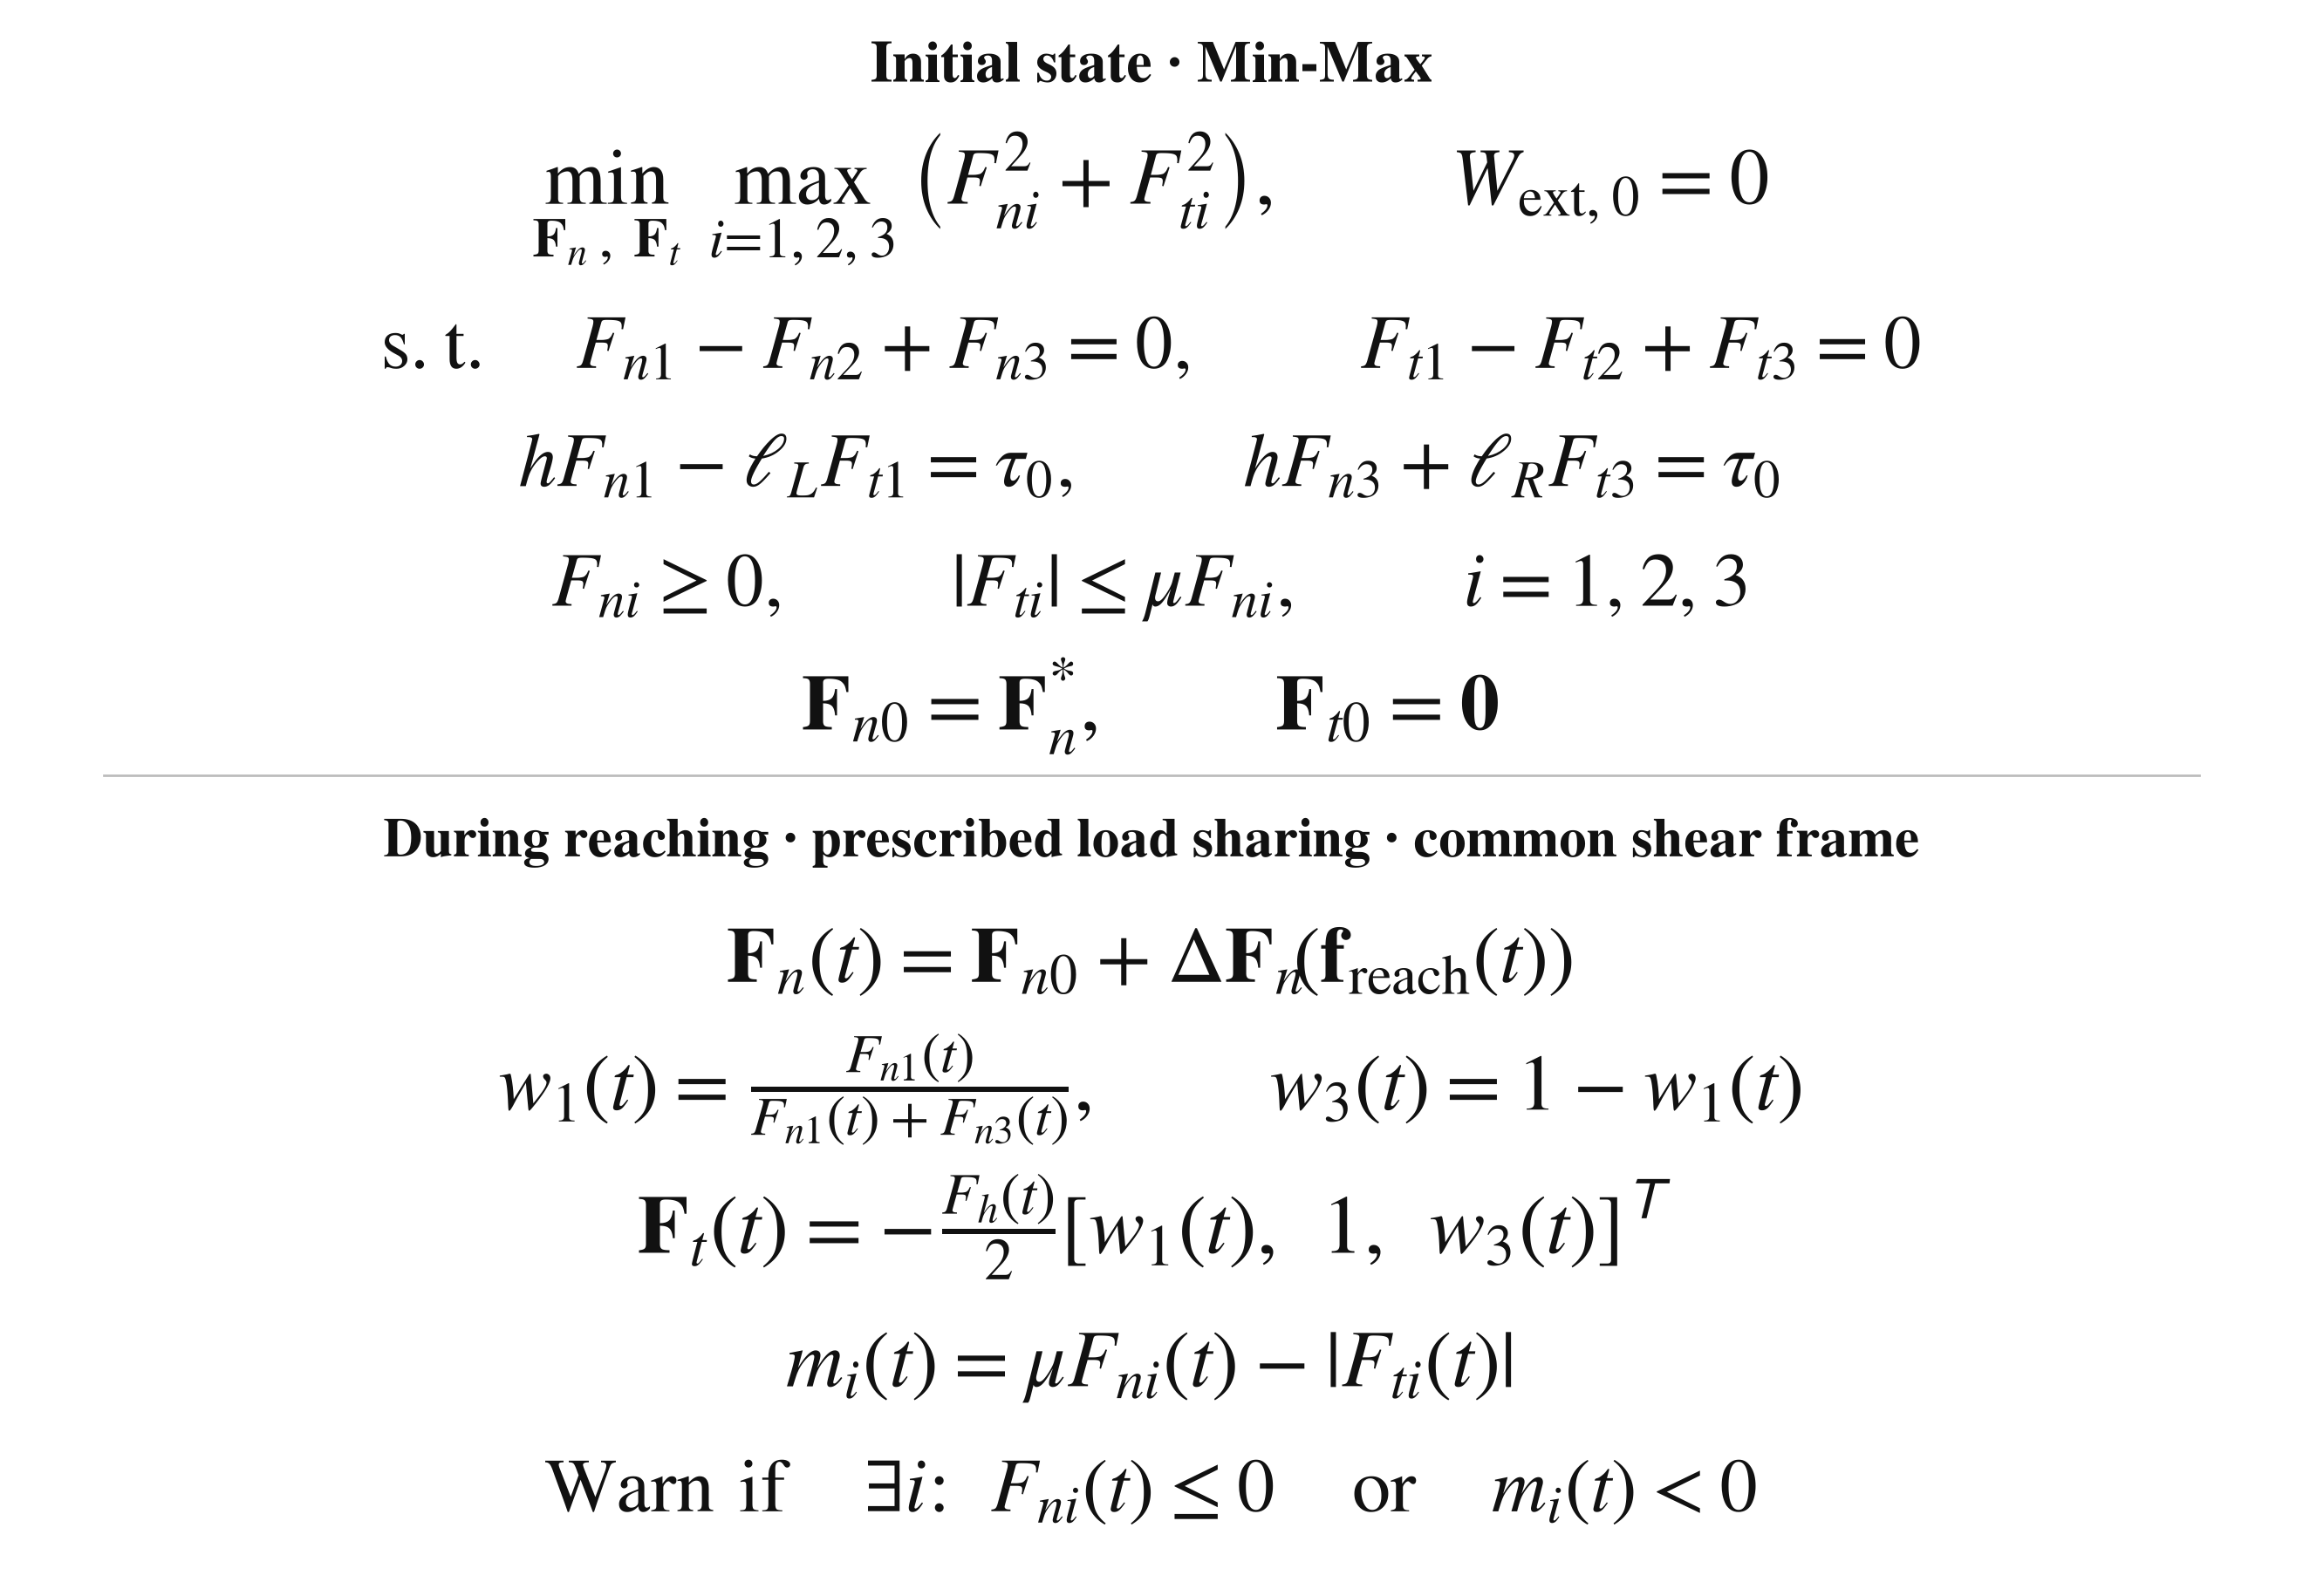 Initial state · Min-Max
min_{𝐅_n, 𝐅_t} max_{i=1, 2, 3} (F_{ni}^2 + F_{ti}^2), W_{ext, 0} = 0
s. t. F_{n1} − F_{n2} + F_{n3} = 0, F_{t1} − F_{t2} + F_{t3} = 0
hF_{n1} − ℓ_L F_{t1} = τ_0, hF_{n3} + ℓ_R F_{t3} = τ_0
F_{ni} ≥ 0, |F_{ti}| ≤ μF_{ni}, i = 1, 2, 3
𝐅_{n0} = 𝐅_n^*, 𝐅_{t0} = 𝟎
During reaching · prescribed load sharing · common shear frame
𝐅_n(t) = 𝐅_{n0} + Δ𝐅_n(𝐟_{reach}(t))
w_1(t) = \frac{F_{n1}(t)}{F_{n1}(t) + F_{n3}(t)}, w_3(t) = 1 − w_1(t)
𝐅_t(t) = −\frac{F_h(t)}{2}[w_1(t), 1, w_3(t)]^T
m_i(t) = μF_{ni}(t) − |F_{ti}(t)|
Warn if ∃i: F_{ni}(t) ≤ 0 or m_i(t) < 0